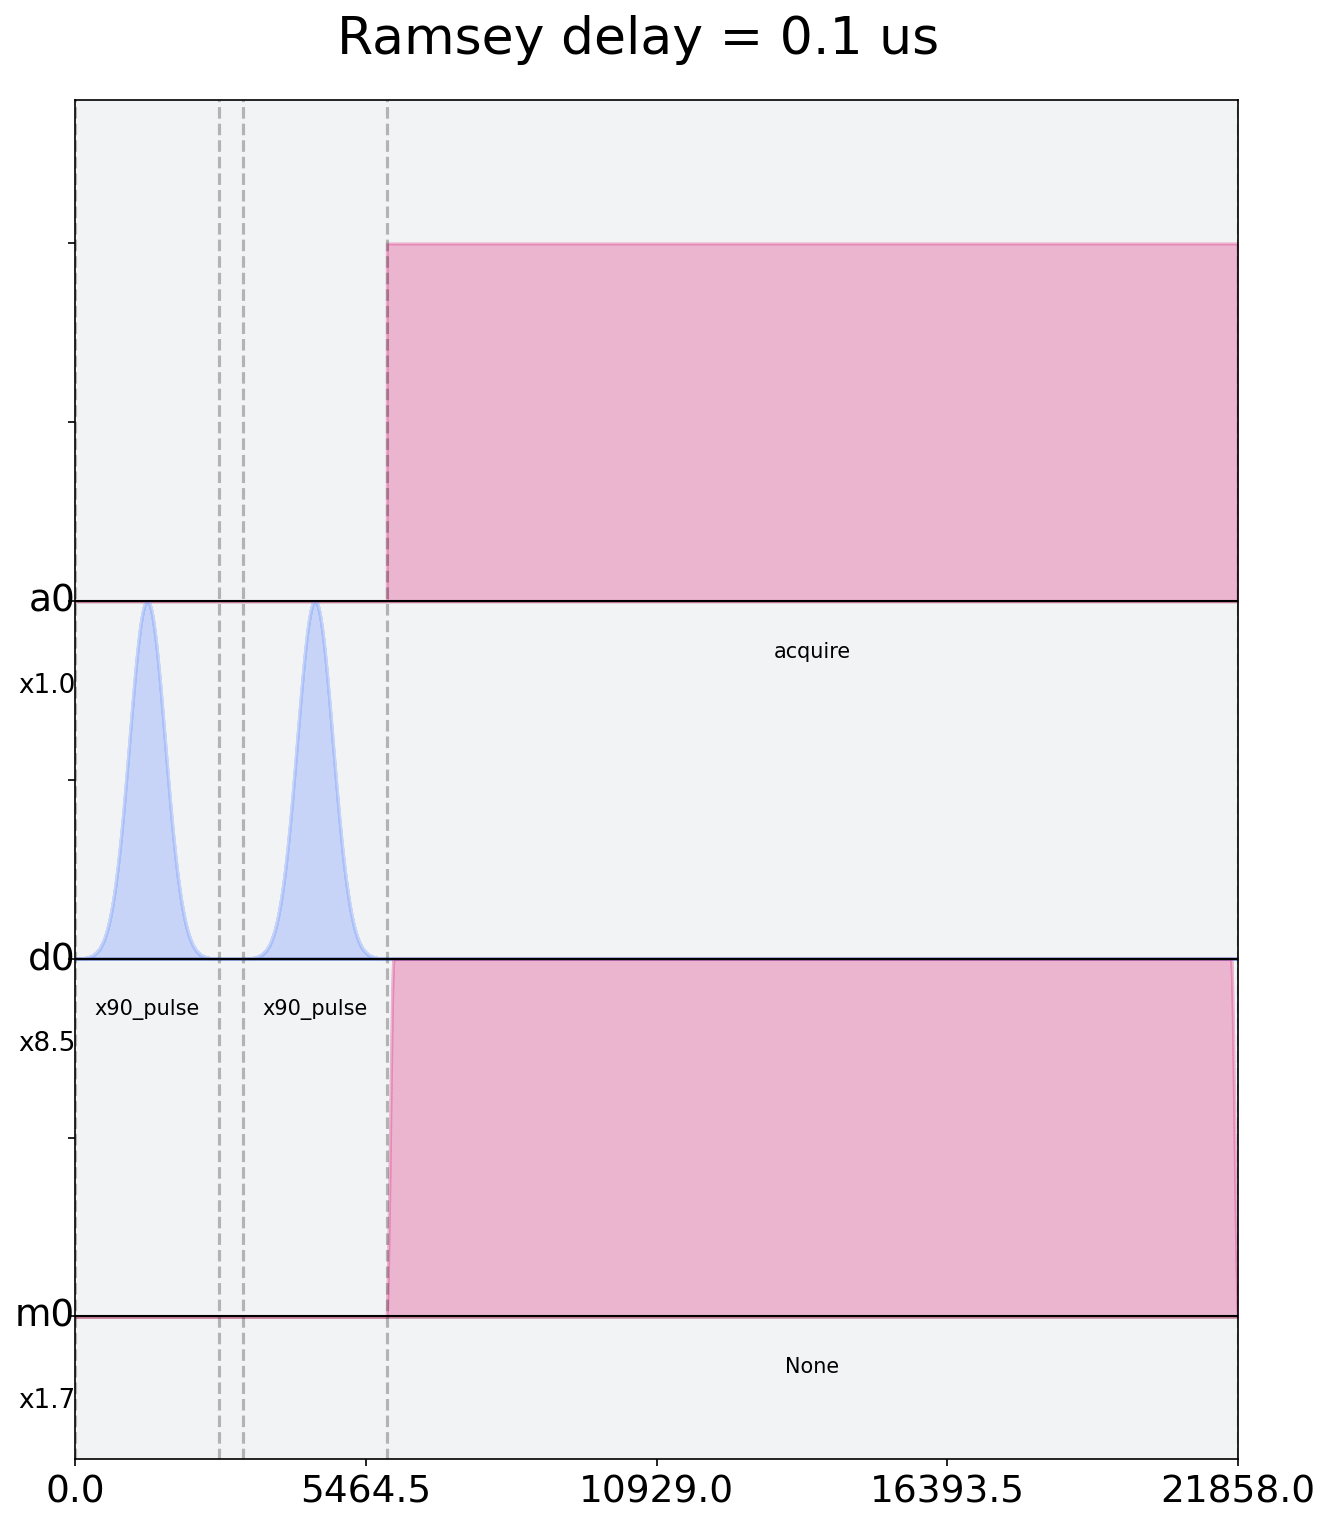 Ramsey delay = 0.1 us
a0
acquire
x1.0
d0
x90_pulse x90_pulse
x8.5
m0
None
x1.7
0.0 5464.5 10929.0 16393.5 21858.0